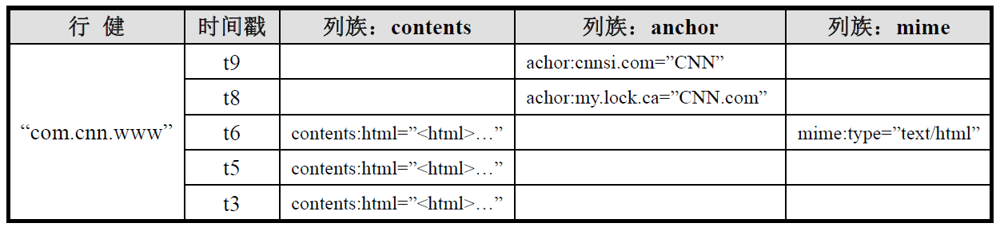 行 健 时间戳 列族：contents 列族：anchor 列族：mime
t9 achor:cnnsi.com=”CNN”
t8 achor:my.lock.ca=”CNN.com”
“com.cnn.www” t6 contents:html=”<html>…” mime:type=”text/html”
t5 contents:html=”<html>…”
t3 contents:html=”<html>…”